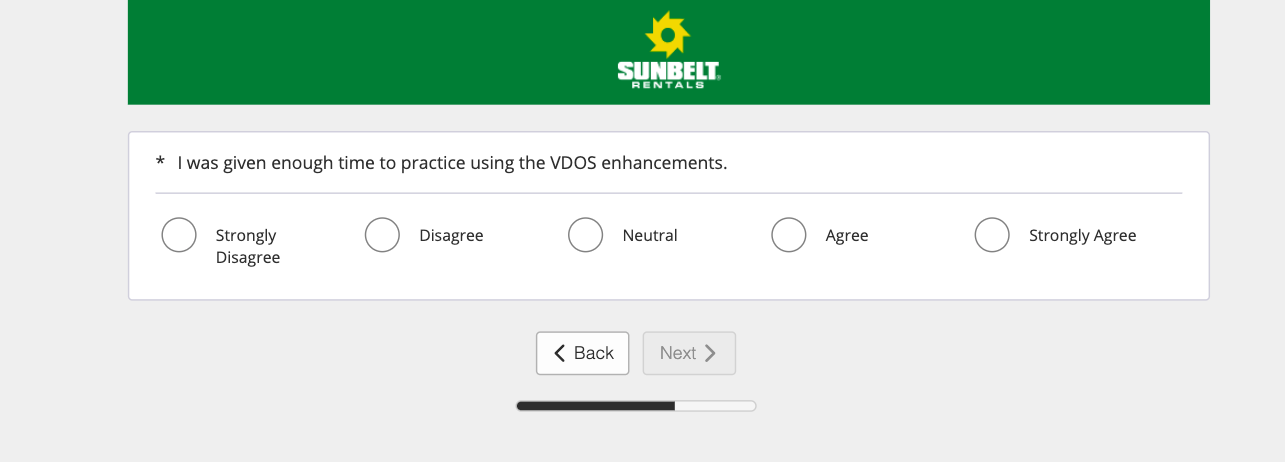 SUNBELT
RENTALS
* I was given enough time to practice using the VDOS enhancements.
Strongly
Disagree
Disagree
Neutral
Agree
Strongly Agree
Back
Next